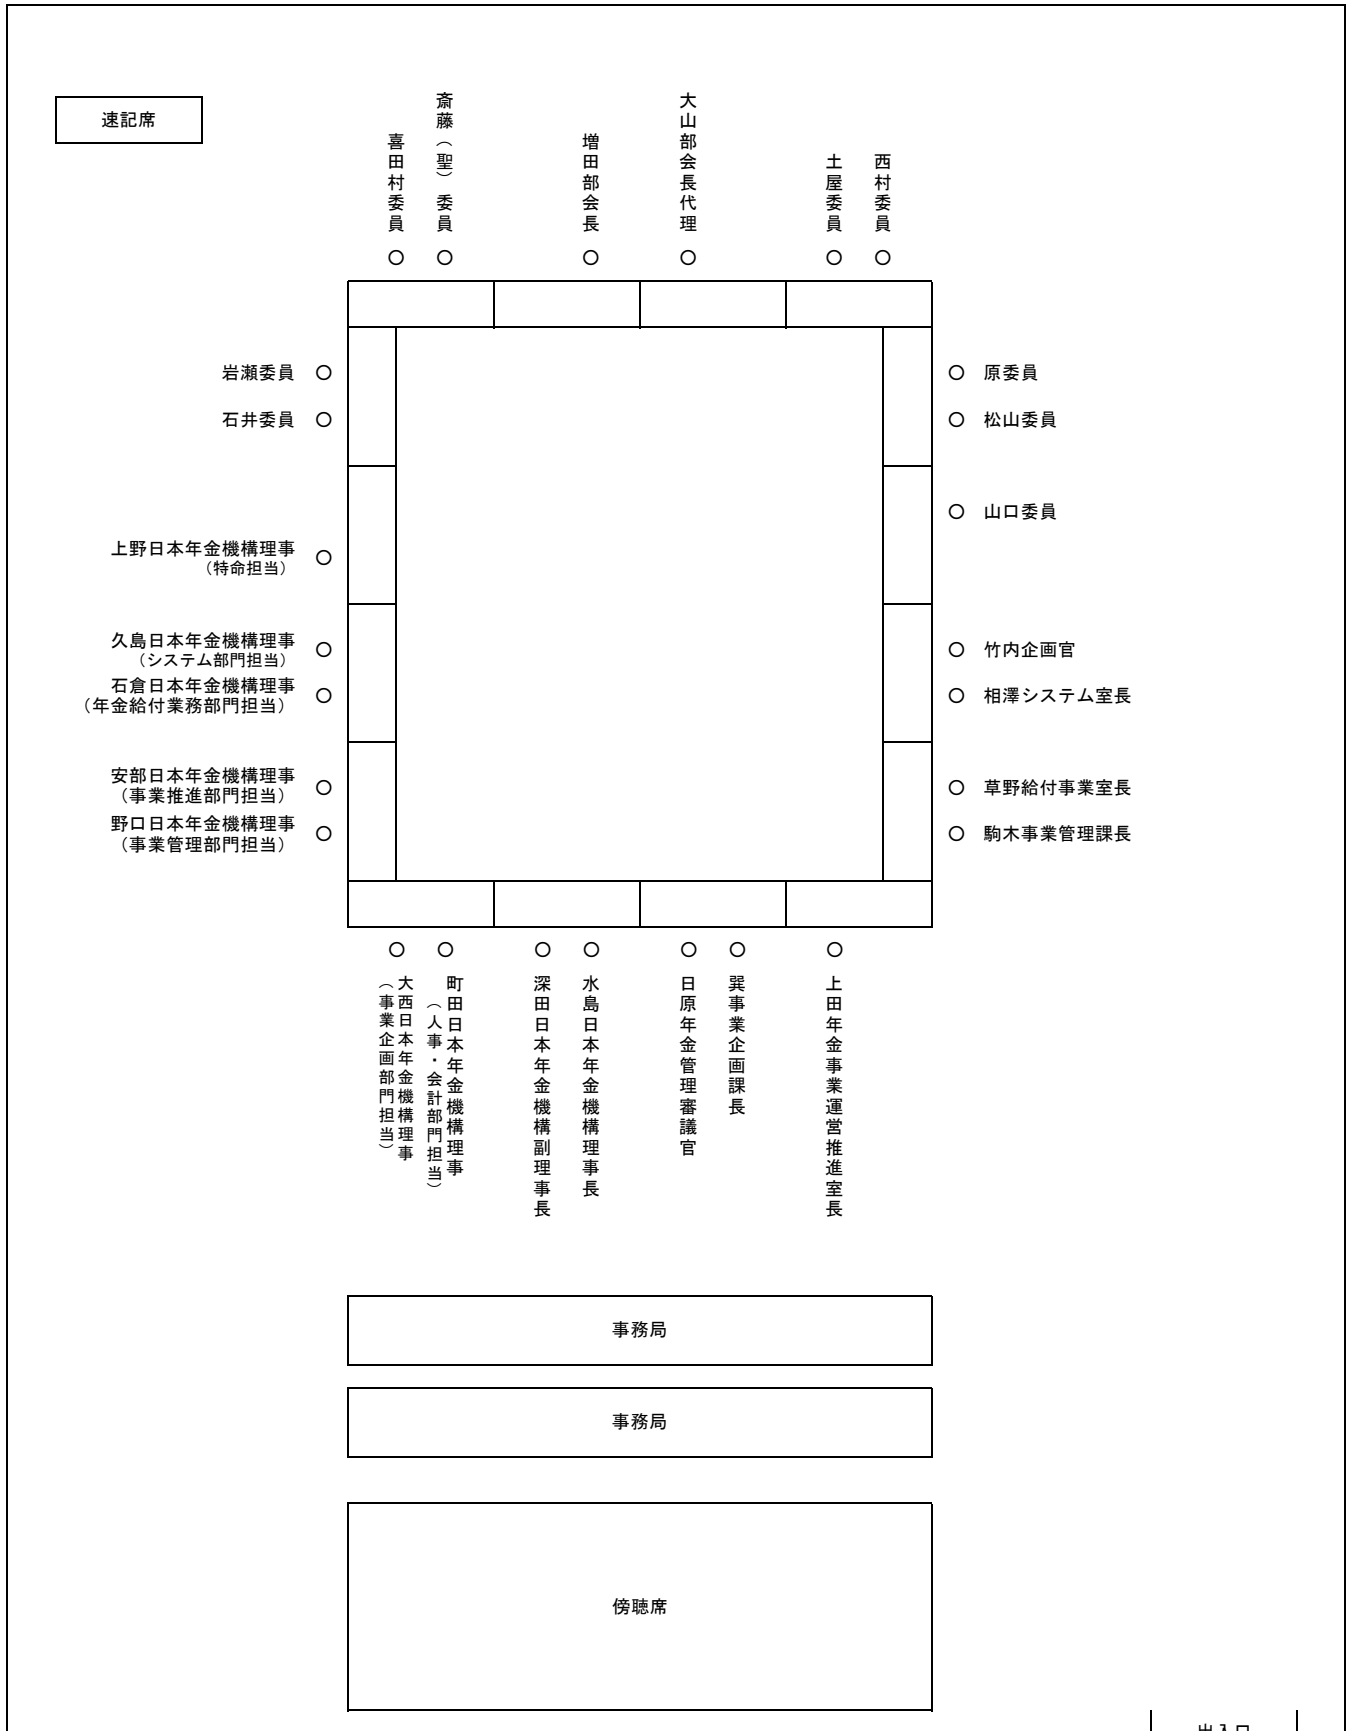 速記席
喜田村委員
斎藤（聖）委員
増田部会長
大山部会長代理
土屋委員
西村委員
岩瀬委員
石井委員
上野日本年金機構理事
（特命担当）
久島日本年金機構理事
（システム部門担当）
石倉日本年金機構理事
（年金給付業務部門担当）
安部日本年金機構理事
（事業推進部門担当）
野口日本年金機構理事
（事業管理部門担当）
原委員
松山委員
山口委員
竹内企画官
相澤システム室長
草野給付事業室長
駒木事業管理課長
大西日本年金機構理事
（事業企画部門担当）
町田日本年金機構理事
（人事・会計部門担当）
深田日本年金機構副理事長
水島日本年金機構理事長
日原年金管理審議官
巽事業企画課長
上田年金事業運営推進室長
事務局
事務局
傍聴席
出入口